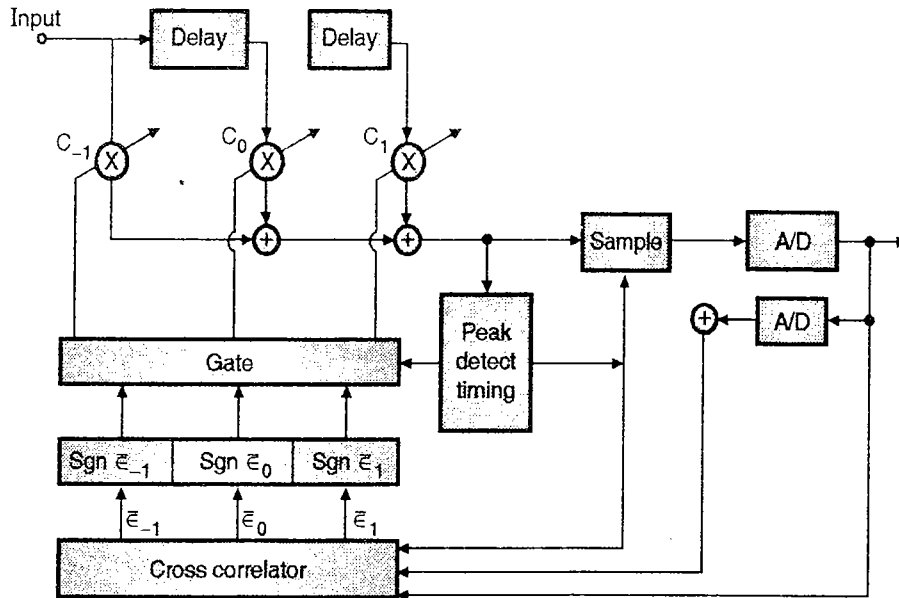 Input
Delay
Delay
C₋₁
C₀
C₁
X
X
X
+
+
Sample
A/D
Peak
detect
timing
+
A/D
Gate
Sgn ε̄₋₁
Sgn ε̄₀
Sgn ε̄₁
ε̄₋₁
ε̄₀
ε̄₁
Cross correlator